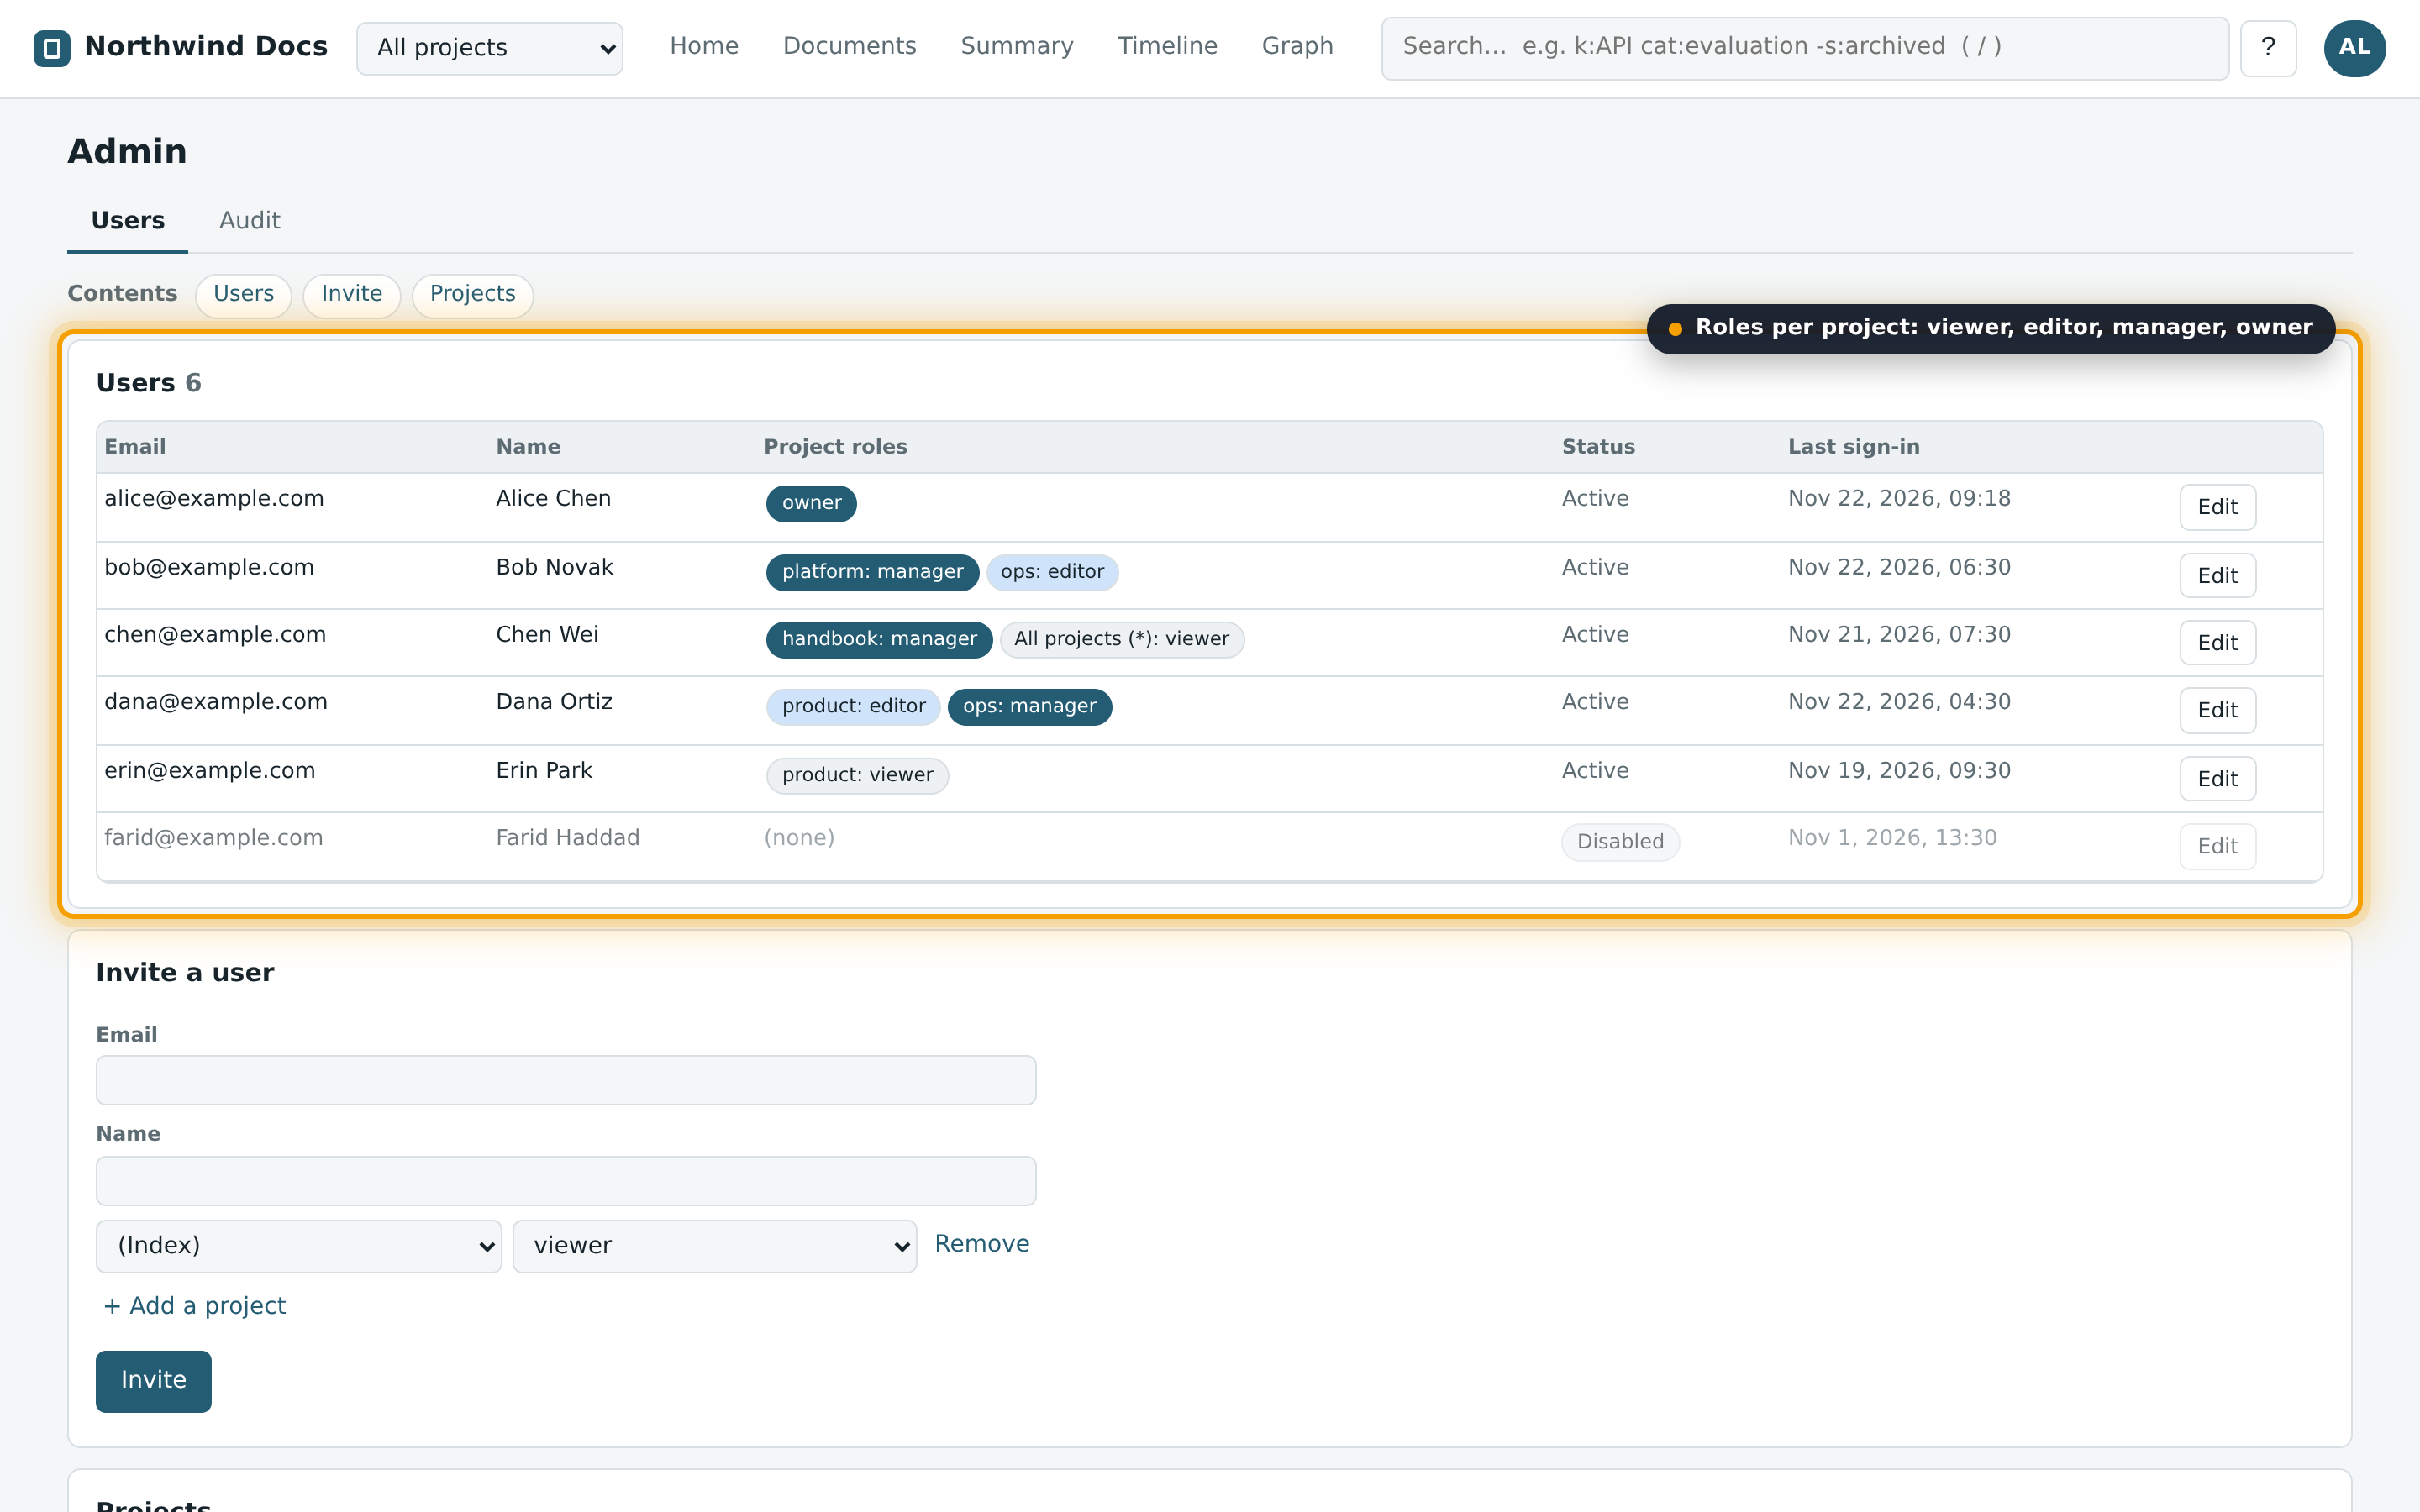 Northwind Docs All projects Home Documents Summary Timeline Graph Search… e.g. k:API cat:evaluation -s:archived ( / ) ? AL
Admin
Users Audit
Contents Users Invite Projects
Roles per project: viewer, editor, manager, owner
Users 6
Email Name Project roles Status Last sign-in
alice@example.com Alice Chen owner Active Nov 22, 2026, 09:18 Edit
bob@example.com Bob Novak platform: manager ops: editor Active Nov 22, 2026, 06:30 Edit
chen@example.com Chen Wei handbook: manager All projects (*): viewer Active Nov 21, 2026, 07:30 Edit
dana@example.com Dana Ortiz product: editor ops: manager Active Nov 22, 2026, 04:30 Edit
erin@example.com Erin Park product: viewer Active Nov 19, 2026, 09:30 Edit
farid@example.com Farid Haddad (none) Disabled Nov 1, 2026, 13:30 Edit
Invite a user
Email
Name
(Index) viewer Remove
+ Add a project
Invite
Projects